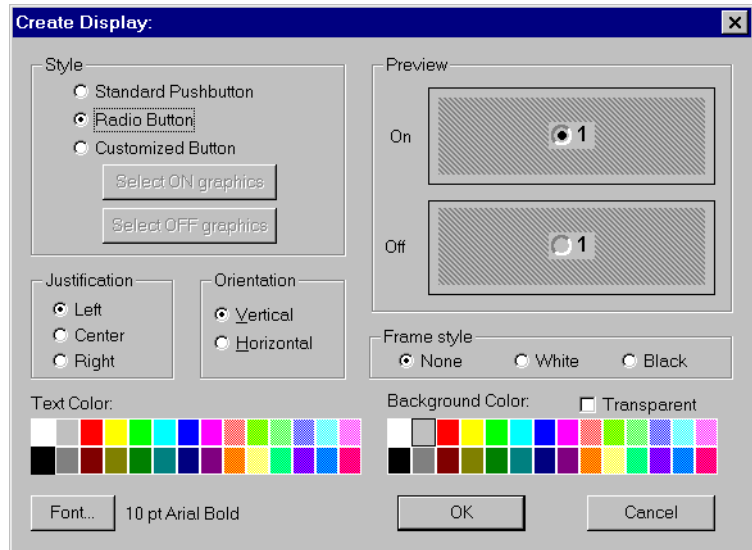 Create Display:
Style
Standard Pushbutton
Radio Button
Customized Button
Select ON graphics
Select OFF graphics
Preview
On
1
Off
1
Justification
Left
Center
Right
Orientation
Vertical
Horizontal
Frame style
None White Black
Text Color:
Background Color: Transparent
Font... 10 pt Arial Bold
OK Cancel